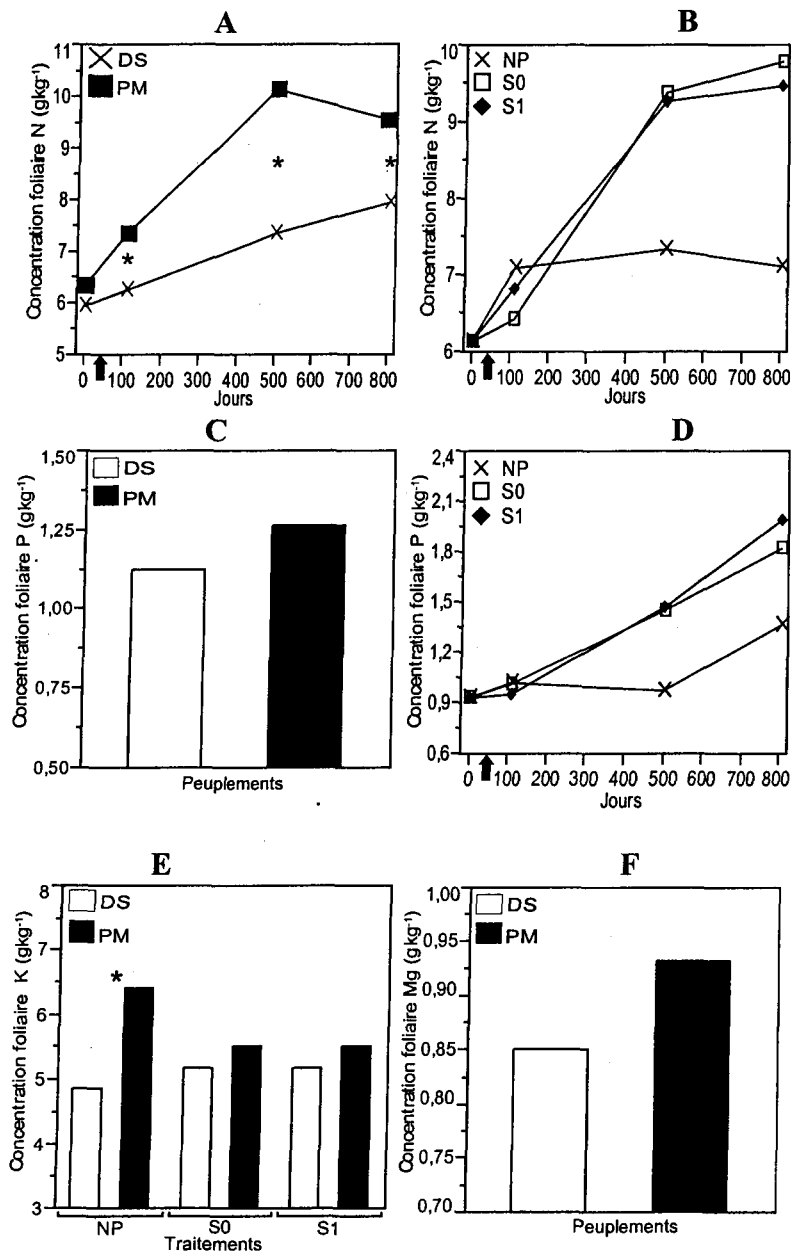 A
Concentration foliaire N (gkg-1)
11
10
9
8
7
6
5
DS
PM
*
*
*
0 100 200 300 400 500 600 700 800
Jours
B
Concentration foliaire N (gkg-1)
10
9
8
7
6
NP
S0
S1
0 100 200 300 400 500 600 700 800
Jours
C
Concentration foliaire P (gkg-1)
1,50
1,25
1,00
0,75
0,50
DS
PM
Peuplements
D
Concentration foliaire P (gkg-1)
2,4
2,1
1,8
1,5
1,2
0,9
0,6
NP
S0
S1
0 100 200 300 400 500 600 700 800
Jours
E
Concentration foliaire K (gkg-1)
8
7
6
5
4
3
DS
PM
*
NP S0 S1
Traitements
F
Concentration foliaire Mg (gkg-1)
1,00
0,95
0,90
0,85
0,80
0,75
0,70
DS
PM
Peuplements